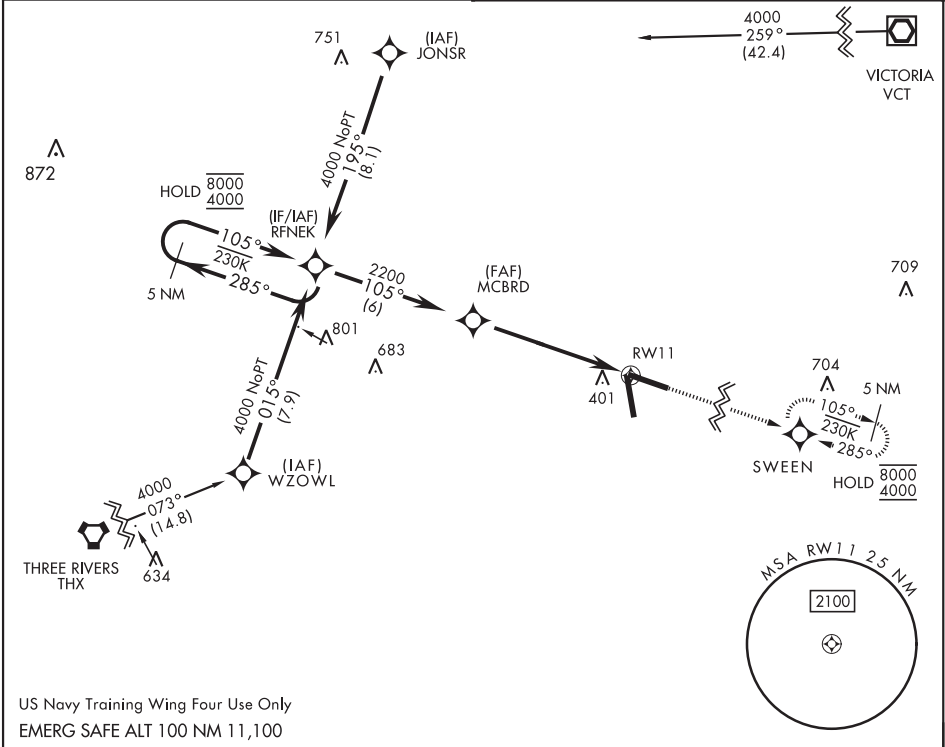 751
(IAF)
JONSR
4000
259°
(42.4)
VICTORIA
VCT
872
4000 NoPT
195°
(8.1)
HOLD 8000
4000
(IF/IAF)
RFNEK
105°
230K
285°
5 NM
2200
105°
(6)
(FAF)
MCBRD
709
801
683
RW11
401
704
5 NM
105°
230K
285°
SWEEN
HOLD 8000
4000
4000 NoPT
015°
(7.9)
(IAF)
WZOWL
4000
073°
(14.8)
THREE RIVERS
THX
634
MSA RW11 25 NM
2100
US Navy Training Wing Four Use Only
EMERG SAFE ALT 100 NM 11,100